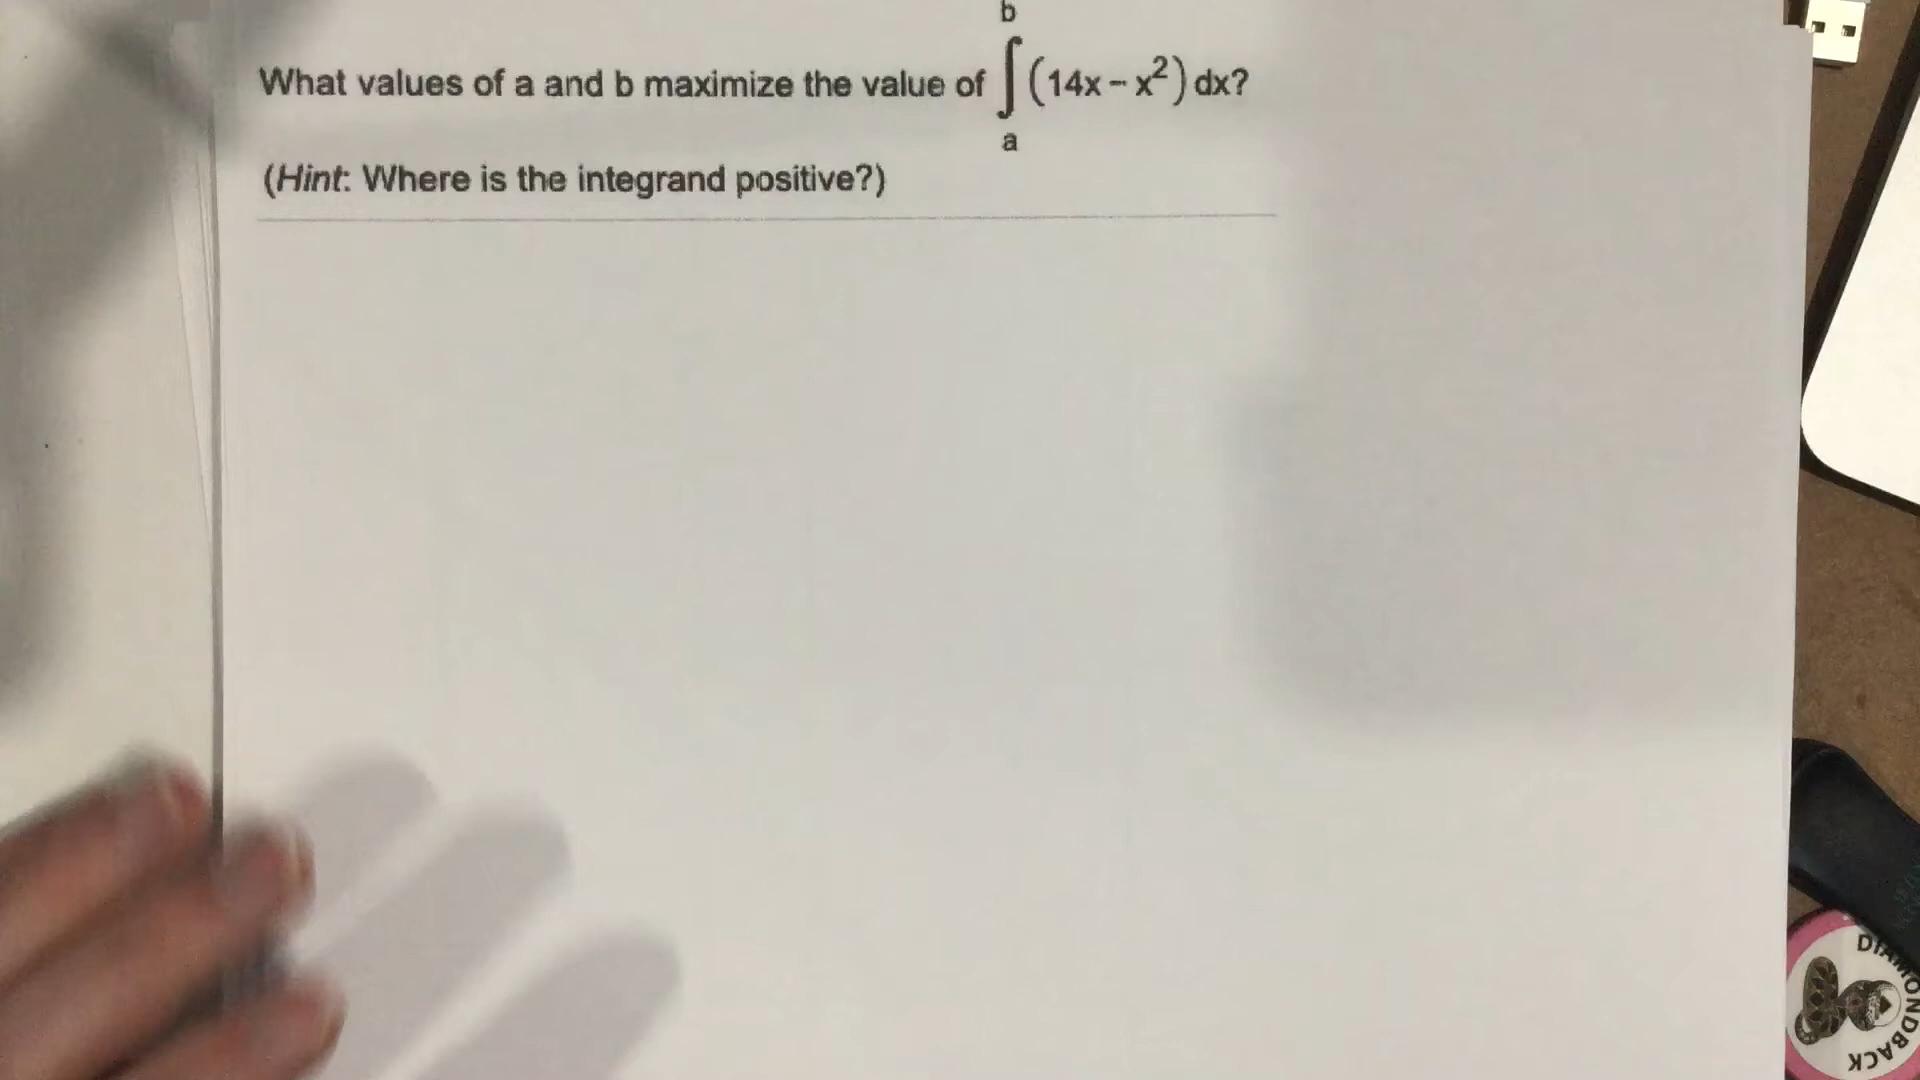 What values of a and b maximize the value of ∫ₐᵇ (14x – x²) dx?
(Hint: Where is the integrand positive?)
DIAMONDBACK